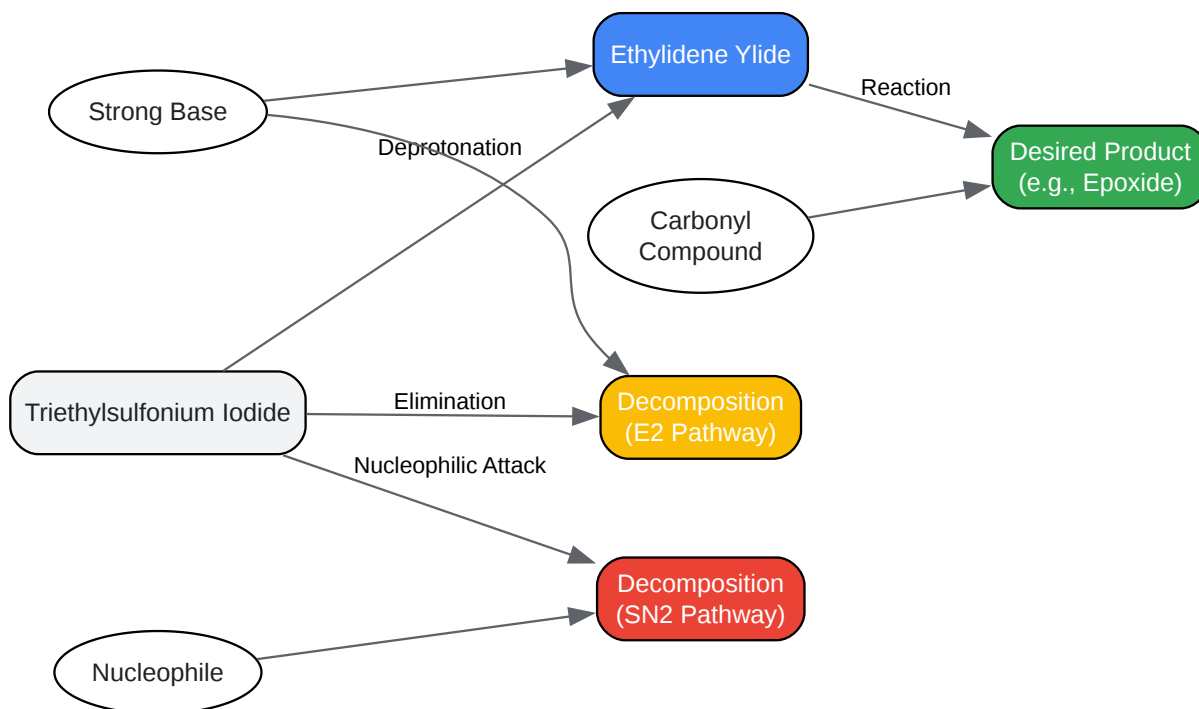 Ethylidene Ylide
Strong Base
Reaction
Deprotonation
Desired Product
(e.g., Epoxide)
Carbonyl
Compound
Triethylsulfonium Iodide
Elimination
Decomposition
(E2 Pathway)
Nucleophilic Attack
Decomposition
(SN2 Pathway)
Nucleophile